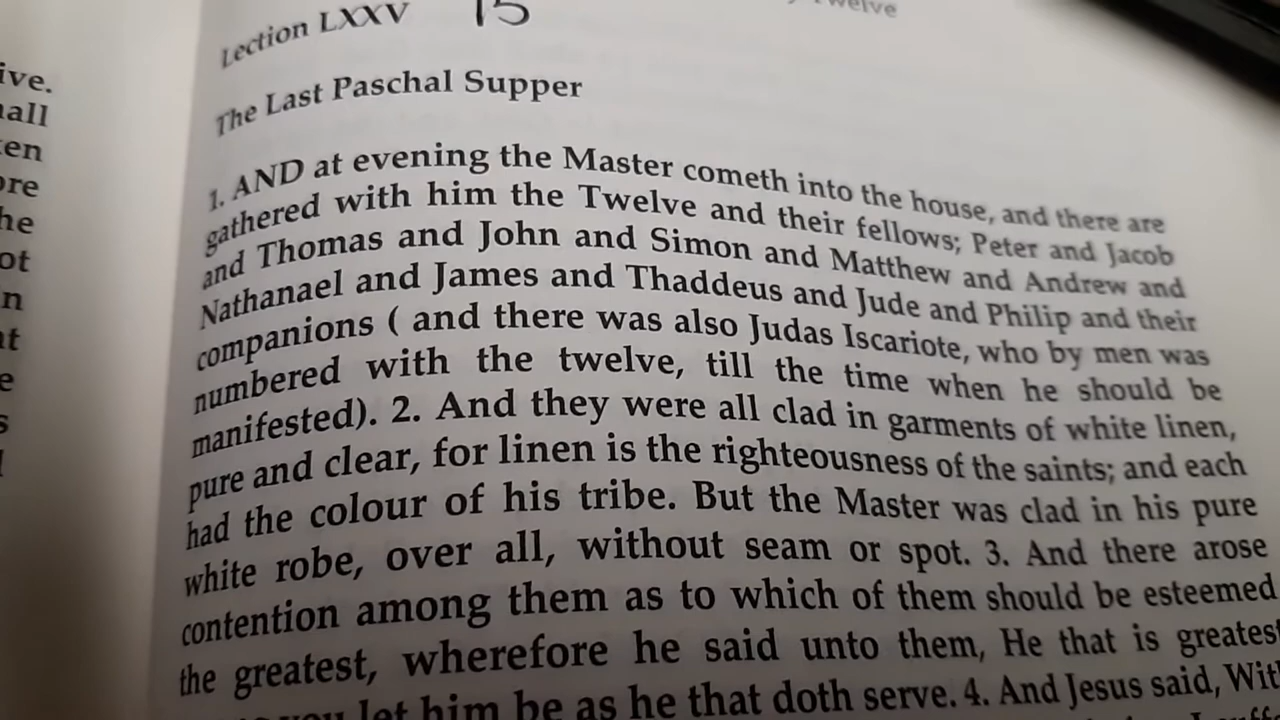 Twelve
Lection LXXV 75
The Last Paschal Supper
1. AND at evening the Master cometh into the house, and there are
gathered with him the Twelve and their fellows; Peter and Jacob
and Thomas and John and Simon and Matthew and Andrew and
Nathanael and James and Thaddeus and Jude and Philip and their
companions ( and there was also Judas Iscariote, who by men was
numbered with the twelve, till the time when he should be
manifested). 2. And they were all clad in garments of white linen,
pure and clear, for linen is the righteousness of the saints; and each
had the colour of his tribe. But the Master was clad in his pure
white robe, over all, without seam or spot. 3. And there arose
contention among them as to which of them should be esteemed
the greatest, wherefore he said unto them, He that is greatest
you let him be as he that doth serve. 4. And Jesus said,